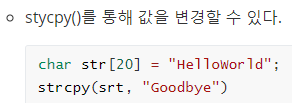 stycpy()를 통해 값을 변경할 수 있다.
char str[20] = "HelloWorld";
strcpy(srt, "Goodbye")